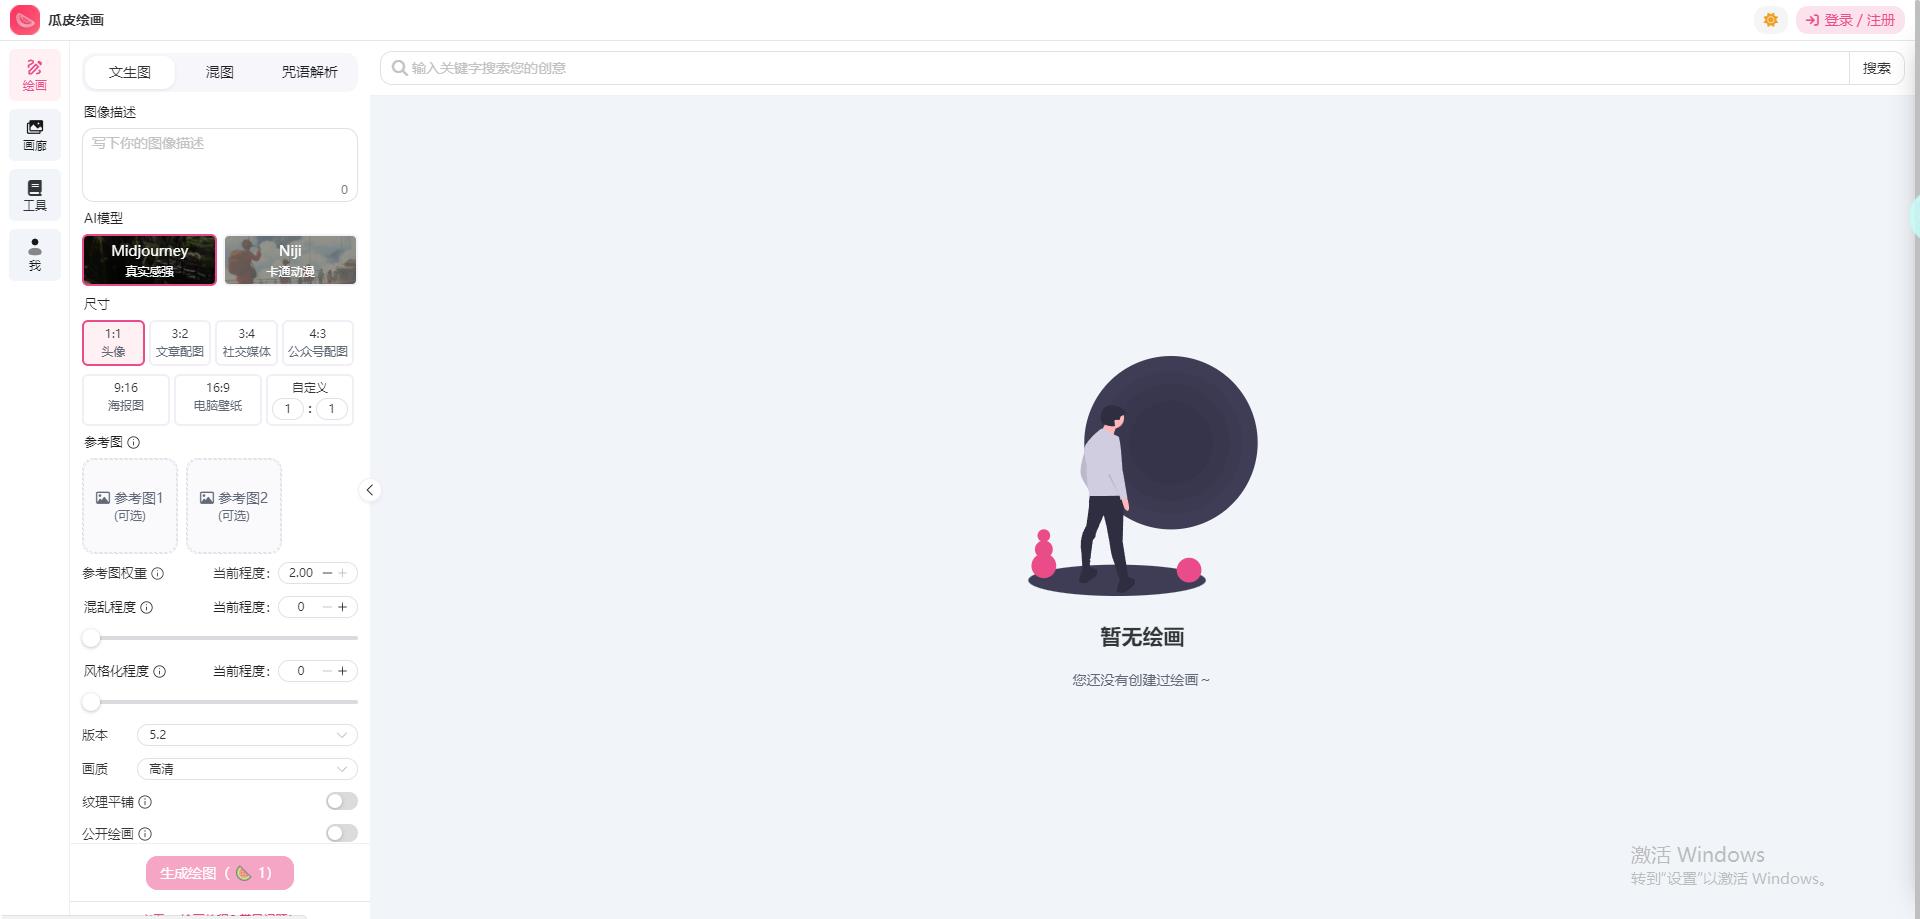 瓜皮绘画
登录 / 注册
绘画
画廊
工具
我
文生图 混图 咒语解析
图像描述
写下你的图像描述
0
AI模型
Midjourney
真实感强
Niji
卡通动漫
尺寸
1:1
头像
3:2
文章配图
3:4
社交媒体
4:3
公众号配图
9:16
海报图
16:9
电脑壁纸
自定义
1 : 1
参考图
参考图1
(可选)
参考图2
(可选)
参考图权重 当前程度: 2.00
混乱程度 当前程度: 0
风格化程度 当前程度: 0
版本 5.2
画质 高清
纹理平铺
公开绘画
生成绘图 ( 1)
输入关键字搜索您的创意
搜索
暂无绘画
您还没有创建过绘画~
激活 Windows
转到"设置"以激活 Windows。